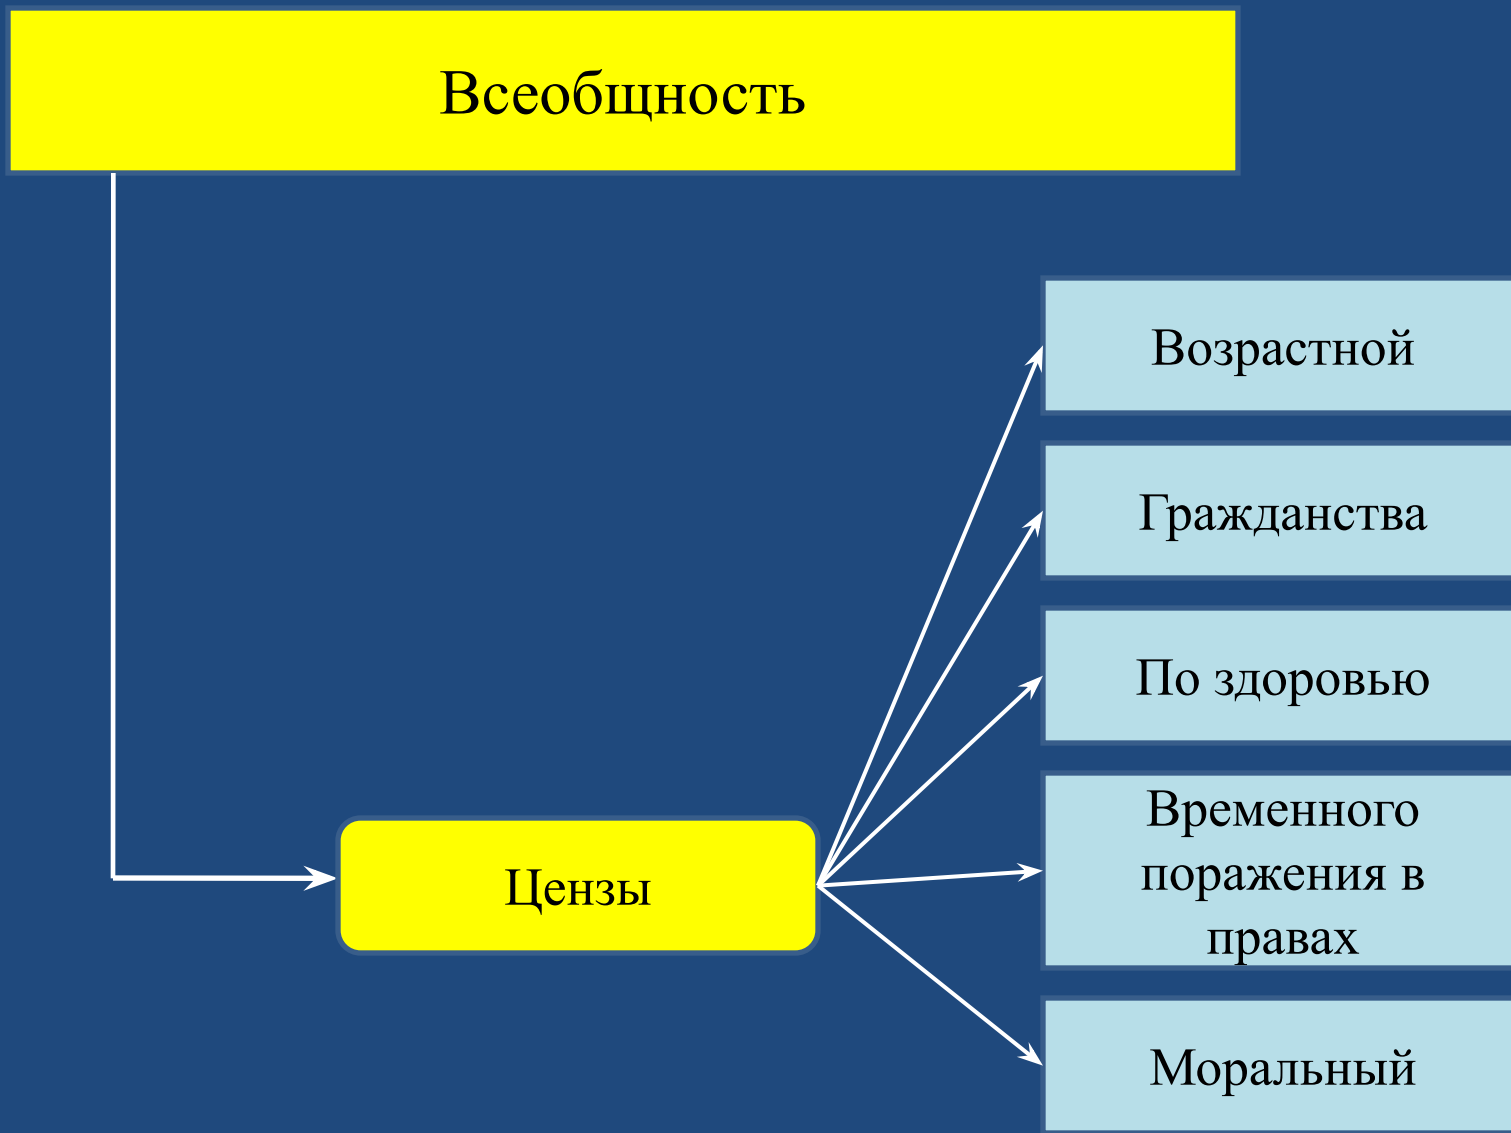 Всеобщность
Возрастной
Гражданства
По здоровью
Временного
поражения в
правах
Цензы
Моральный